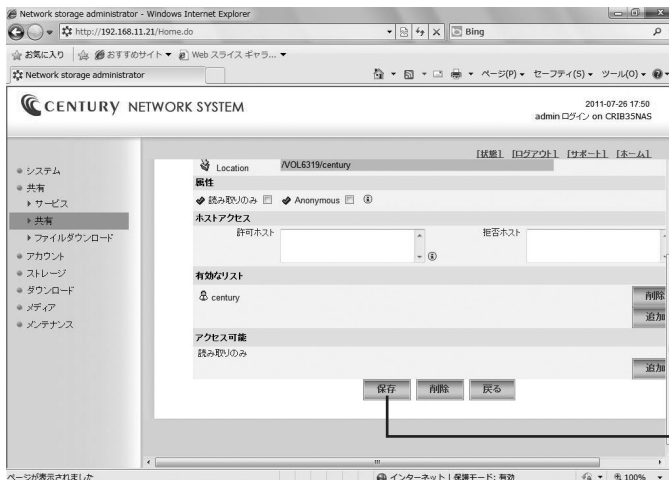 Network storage administrator - Windows Internet Explorer
http://192.168.11.21/Home.do
Bing
お気に入り おすすめサイト Web スライス ギャラ...
Network storage administrator
ページ(P) セーフティ(S) ツール(O)
CENTURY NETWORK SYSTEM
2011-07-26 17:50
admin ログイン on CRIB35NAS
[状態] [ログアウト] [サポート] [ホーム]
システム
共有
サービス
共有
ファイルダウンロード
アカウント
ストレージ
ダウンロード
メディア
メンテナンス
Location /VOL6319/century
属性
読み取りのみ Anonymous
ホストアクセス
許可ホスト 拒否ホスト
有効なリスト
century
削除
追加
アクセス可能
読み取りのみ
追加
保存 削除 戻る
ページが表示されました
インターネット | 保護モード: 有効
100%